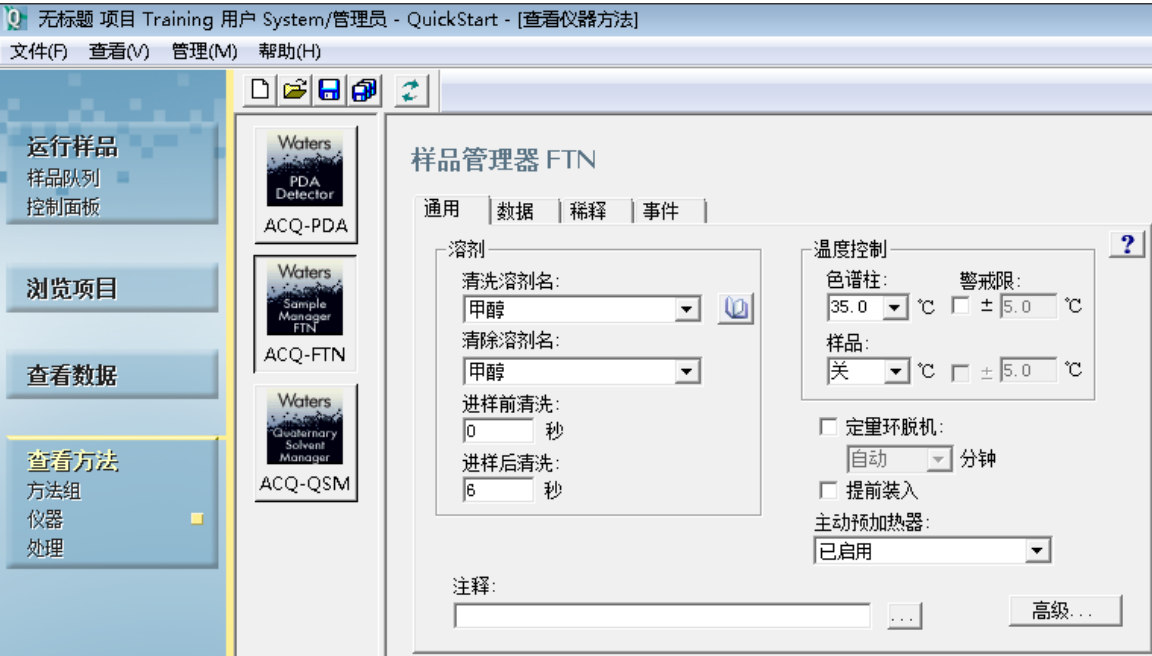 无标题 项目 Training 用户 System/管理员 - QuickStart - [查看仪器方法]
文件(F) 查看(V) 管理(M) 帮助(H)
运行样品
样品队列
控制面板
浏览项目
查看数据
查看方法
方法组
仪器
处理
Waters
PDA
Detector
ACQ-PDA
Waters
Sample
Manager
FTN
ACQ-FTN
Waters
Quaternary
Solvent
Manager
ACQ-QSM
样品管理器 FTN
通用 数据 稀释 事件
溶剂
清洗溶剂名:
甲醇
清除溶剂名:
甲醇
进样前清洗:
0 秒
进样后清洗:
6 秒
温度控制
?
色谱柱: 警戒限:
35.0 ℃ ± 5.0 ℃
样品:
关 ℃ ± 5.0 ℃
定量环脱机:
自动 分钟
提前装入
主动预加热器:
已启用
注释:
...
高级...